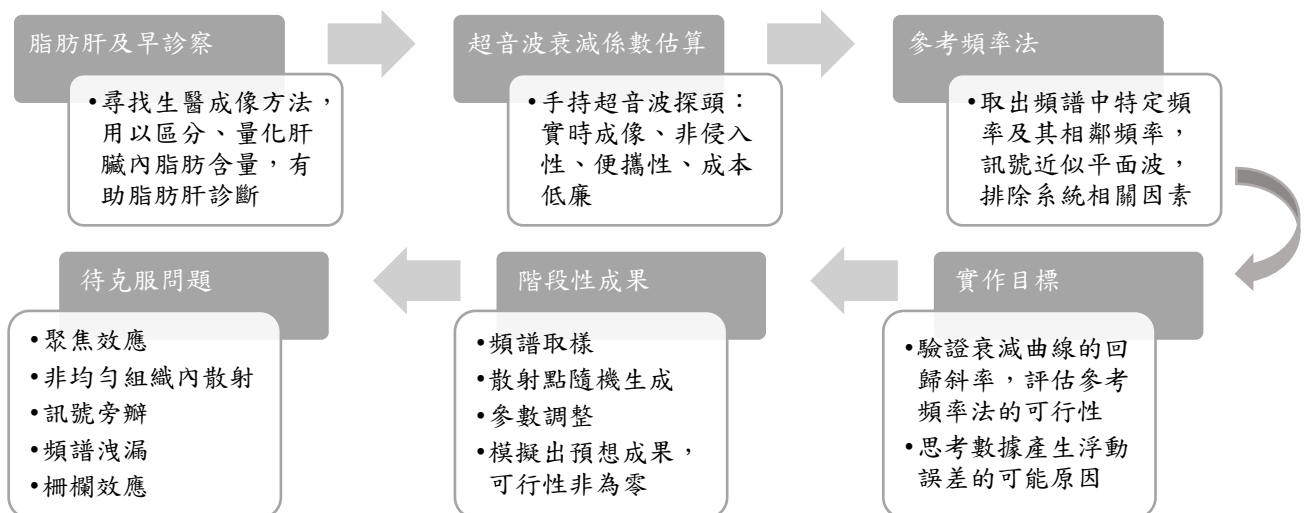 脂肪肝及早診察
•尋找生醫成像方法，
用以區分、量化肝
臟內脂肪含量，有
助脂肪肝診斷
超音波衰減係數估算
•手持超音波探頭：
實時成像、非侵入
性、便攜性、成本
低廉
參考頻率法
•取出頻譜中特定頻
率及其相鄰頻率，
訊號近似平面波，
排除系統相關因素
實作目標
•驗證衰減曲線的回
歸斜率，評估參考
頻率法的可行性
•思考數據產生浮動
誤差的可能原因
階段性成果
•頻譜取樣
•散射點隨機生成
•參數調整
•模擬出預想成果，
可行性非為零
待克服問題
•聚焦效應
•非均勻組織內散射
•訊號旁瓣
•頻譜洩漏
•柵欄效應